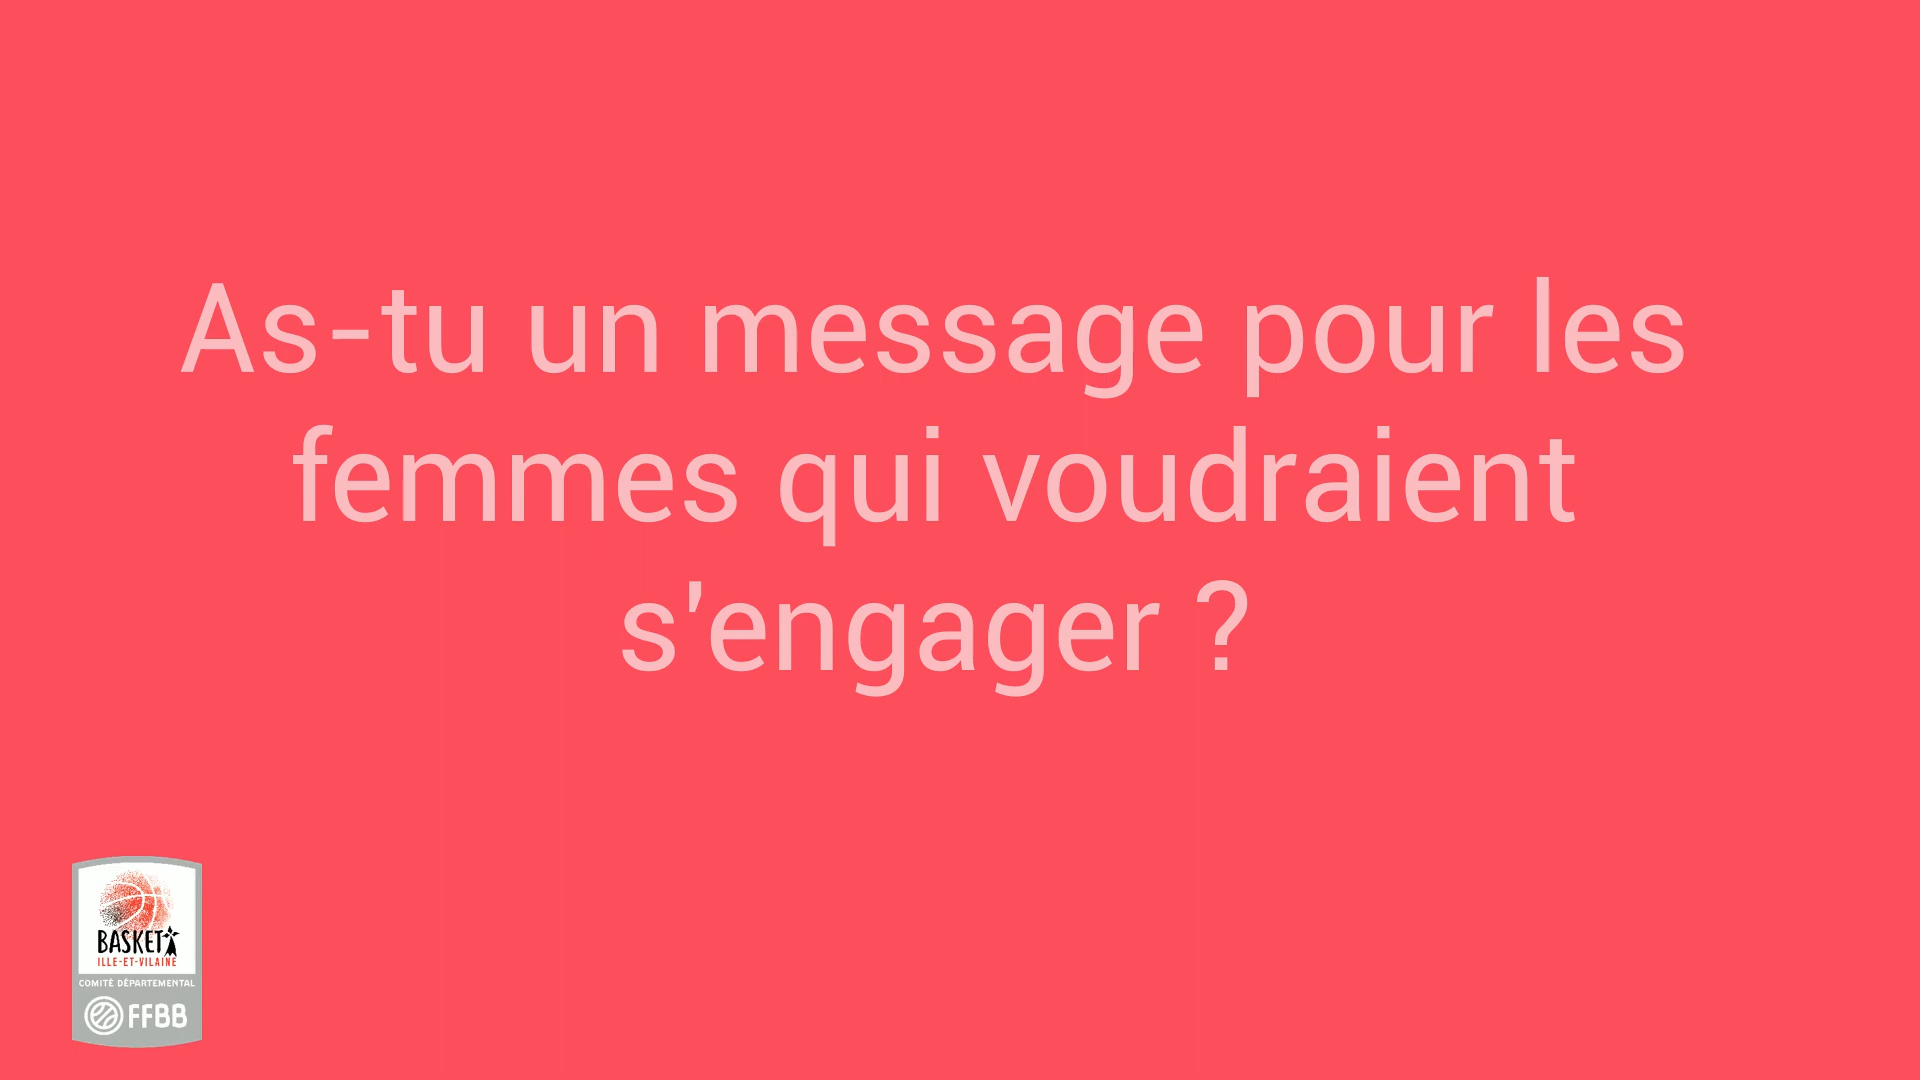 As-tu un message pour les
femmes qui voudraient
s'engager ?
BASKET
ILLE-ET-VILAINE
COMITÉ DÉPARTEMENTAL
FFBB